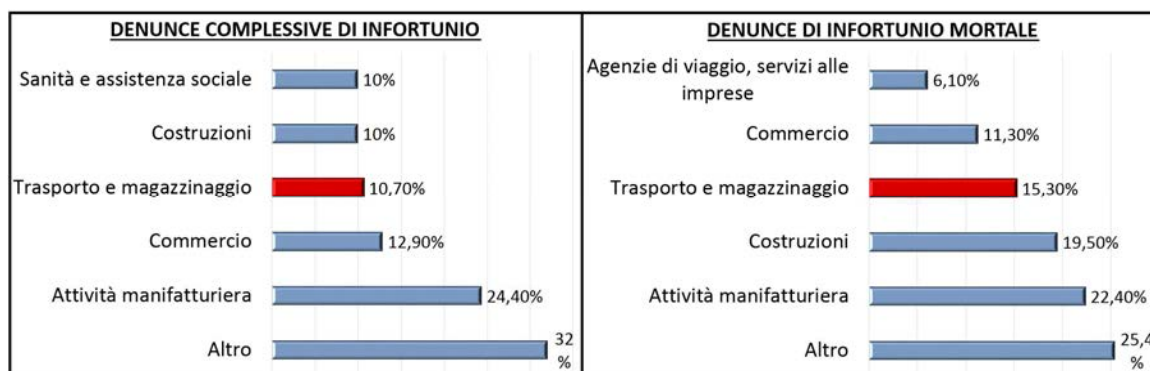 DENUNCE COMPLESSIVE DI INFORTUNIO
Sanità e assistenza sociale
10%
Costruzioni
10%
Trasporto e magazzinaggio
10,70%
Commercio
12,90%
Attività manifatturiera
24,40%
Altro
32
%
DENUNCE DI INFORTUNIO MORTALE
Agenzie di viaggio, servizi alle
imprese
6,10%
Commercio
11,30%
Trasporto e magazzinaggio
15,30%
Costruzioni
19,50%
Attività manifatturiera
22,40%
Altro
25,4
%